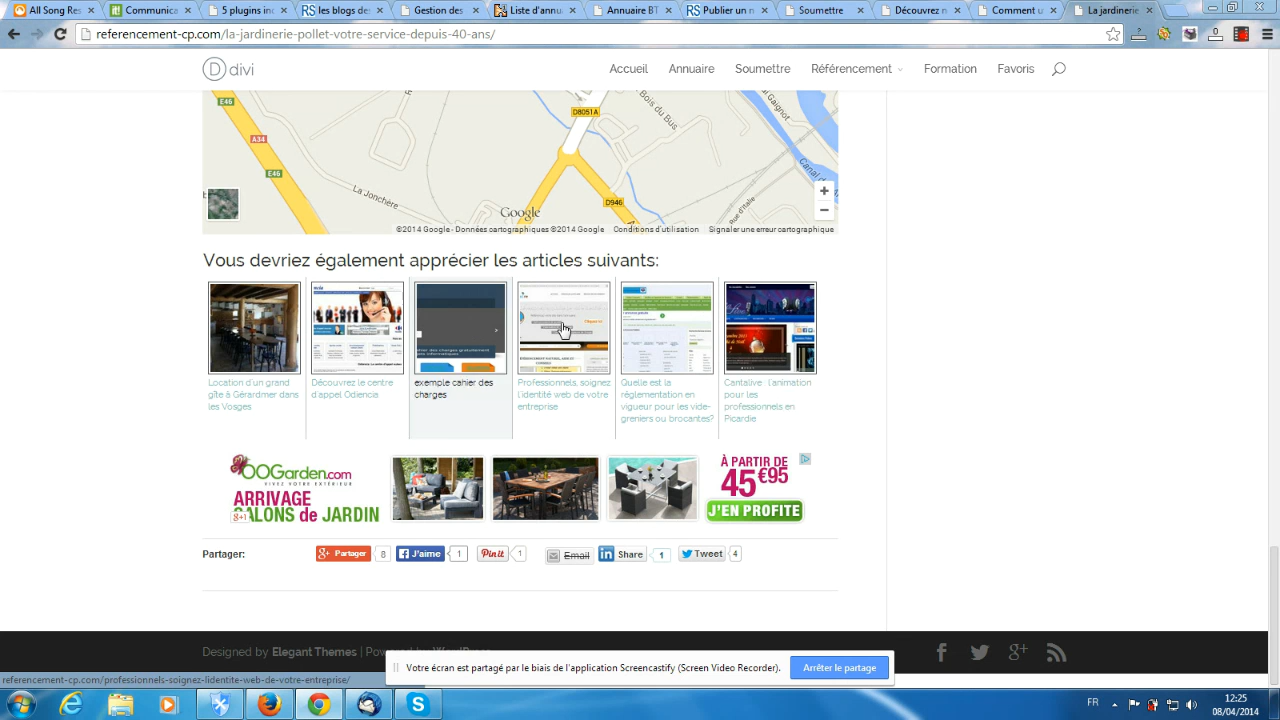 All Song Res
Communica
5 plugins inc
les blogs des
Gestion des
Liste d'annu
Annuaire BT
Publier un n
Soumettre
Découvrez n
Comment u
La jardinerie
referencement-cp.com/la-jardinerie-pollet-votre-service-depuis-40-ans/
D divi
Accueil
Annuaire
Soumettre
Référencement
Formation
Favoris
E46
A34
E46
La Jonchère
Bois du Bus
D8051A
D946
Rue d'Italie
Gaignot
Canal d
Google
+
−
©2014 Google - Données cartographiques ©2014 Google
Conditions d'utilisation
Signaler une erreur cartographique
Vous devriez également apprécier les articles suivants:
Location d'un grand
gîte à Gérardmer dans
les Vosges
Découvrez le centre
d'appel Odiencia
exemple cahier des
charges
Professionnels, soignez
l'identité web de votre
entreprise
Quelle est la
réglementation en
vigueur pour les vide-
greniers ou brocantes?
Cantalive : l'animation
pour les
professionnels en
Picardie
OOGarden.com
VIVEZ VOTRE EXTÉRIEUR
ARRIVAGE
SALONS de JARDIN
À PARTIR DE
45€95
J'EN PROFITE
Partager:
g+ Partager
8
J'aime
1
Pin it
1
Email
in Share
1
Tweet
4
Designed by Elegant Themes | Powered by WordPress
Votre écran est partagé par le biais de l'application Screencastify (Screen Video Recorder).
Arrêter le partage
referencement-cp.com/professionnels-soignez-lidentite-web-de-votre-entreprise/
FR
12:25
08/04/2014